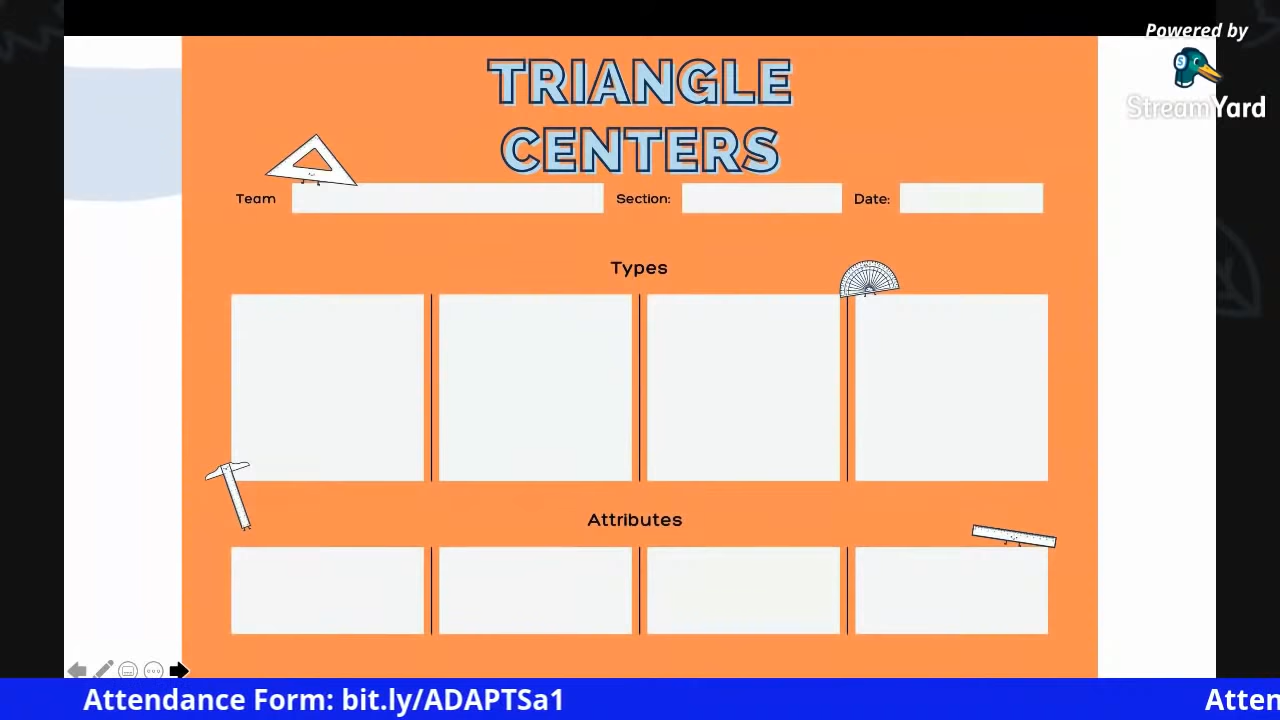 Powered by
StreamYard
TRIANGLE
CENTERS
Team
Section:
Date:
Types
Attributes
Attendance Form: bit.ly/ADAPTSa1
Atten